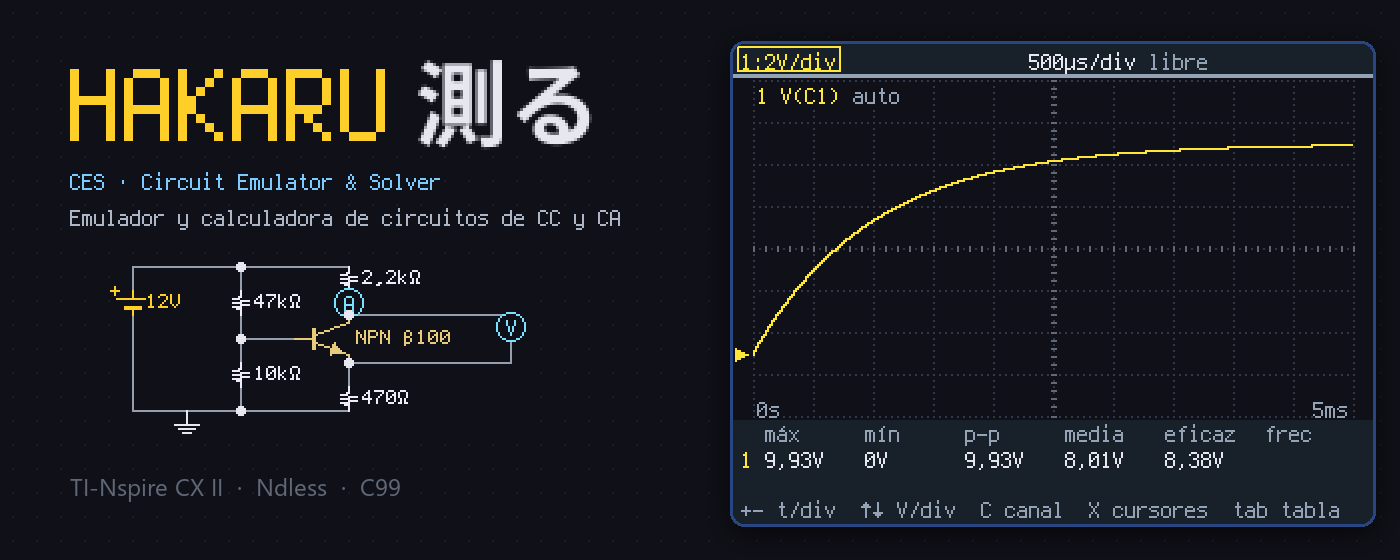 HAKARU 測る
CES · Circuit Emulator & Solver
Emulador y calculadora de circuitos de CC y CA
+
12V
47kΩ
2,2kΩ
A
NPN β100
V
10kΩ
470Ω
TI-Nspire CX II · Ndless · C99
1:2V/div 500µs/div libre
1 V(C1) auto
0s 5ms
máx mín p-p media eficaz frec
1 9,93V 0V 9,93V 8,01V 8,38V
+- t/div ↑↓ V/div C canal X cursores tab tabla